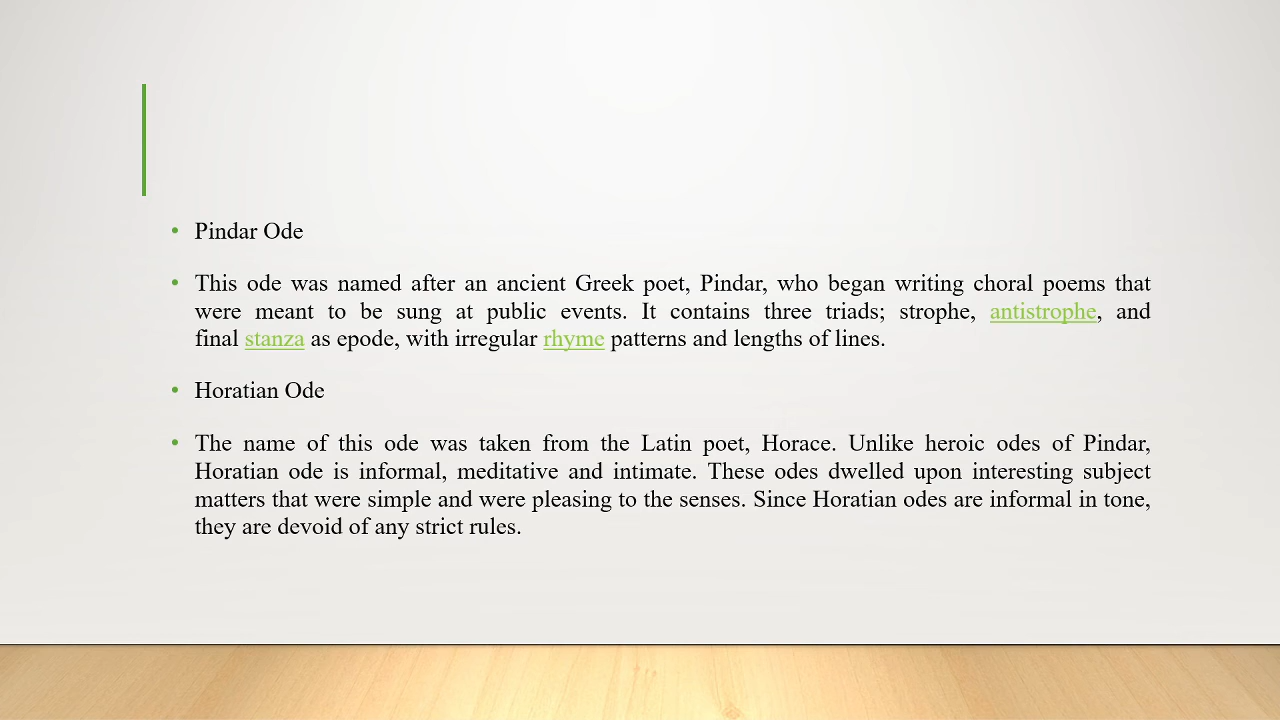 • Pindar Ode
• This ode was named after an ancient Greek poet, Pindar, who began writing choral poems that
were meant to be sung at public events. It contains three triads; strophe, antistrophe, and
final stanza as epode, with irregular rhyme patterns and lengths of lines.
• Horatian Ode
• The name of this ode was taken from the Latin poet, Horace. Unlike heroic odes of Pindar,
Horatian ode is informal, meditative and intimate. These odes dwelled upon interesting subject
matters that were simple and were pleasing to the senses. Since Horatian odes are informal in tone,
they are devoid of any strict rules.